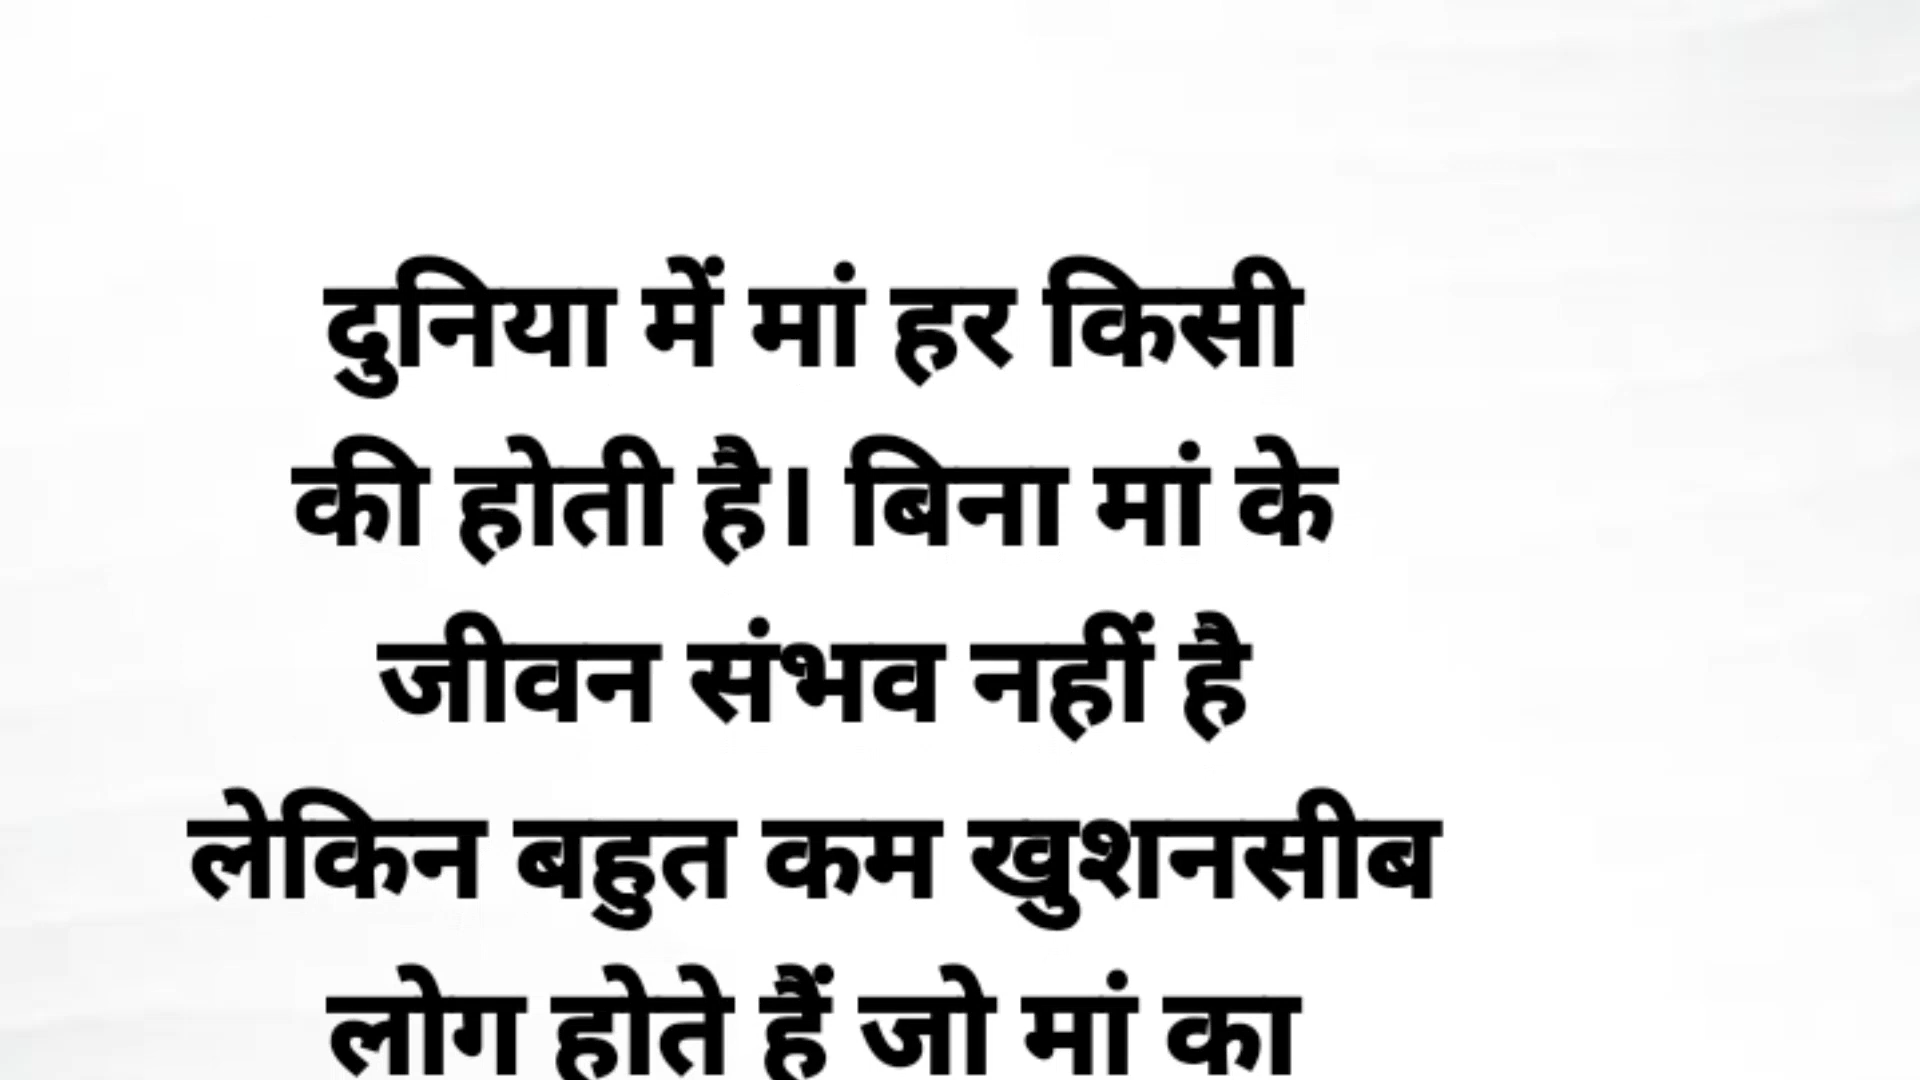 दुनिया में मां हर किसी
की होती है। बिना मां के
जीवन संभव नहीं है
लेकिन बहुत कम खुशनसीब
लोग होते हैं जो मां का